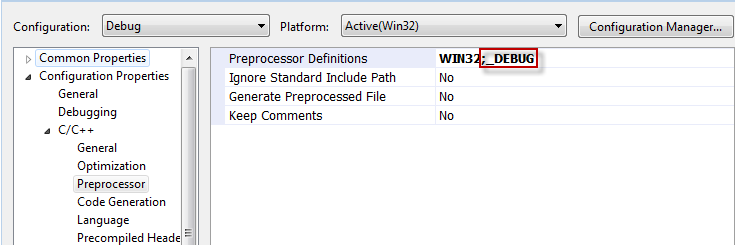 Configuration: Debug Platform: Active(Win32) Configuration Manager...
Common Properties
Configuration Properties
General
Debugging
C/C++
General
Optimization
Preprocessor
Code Generation
Language
Precompiled Heade
Preprocessor Definitions WIN32;_DEBUG
Ignore Standard Include Path No
Generate Preprocessed File No
Keep Comments No